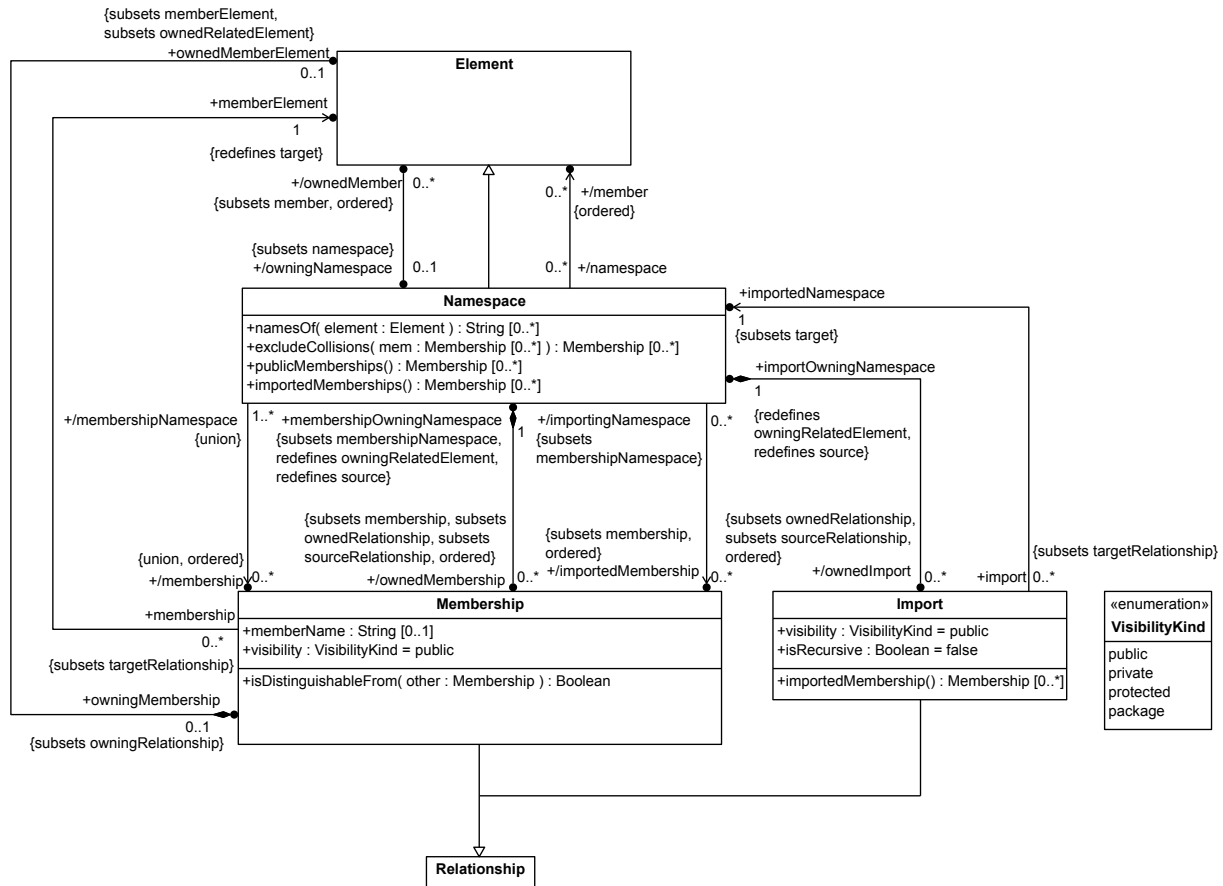 {subsets memberElement,
subsets ownedRelatedElement}
+ownedMemberElement
0..1
Element
+memberElement
1
{redefines target}
+/ownedMember
0..*
{subsets member, ordered}
0..*
+/member
{ordered}
{subsets namespace}
+/owningNamespace
0..1
0..*
+/namespace
Namespace
+namesOf( element : Element ) : String [0..*]
+excludeCollisions( mem : Membership [0..*] ) : Membership [0..*]
+publicMemberships() : Membership [0..*]
+importedMemberships() : Membership [0..*]
+importedNamespace
1
{subsets target}
+importOwningNamespace
1
{redefines
owningRelatedElement,
redefines source}
+/membershipNamespace
{union}
1..*
+membershipOwningNamespace
{subsets membershipNamespace,
redefines owningRelatedElement,
redefines source}
1
+/importingNamespace
{subsets
membershipNamespace}
0..*
{union, ordered}
+/membership
0..*
{subsets membership, subsets
ownedRelationship, subsets
sourceRelationship, ordered}
+/ownedMembership
0..*
{subsets membership,
ordered}
+/importedMembership
0..*
{subsets ownedRelationship,
subsets sourceRelationship,
ordered}
+/ownedImport
0..*
{subsets targetRelationship}
+import
0..*
+membership
0..*
{subsets targetRelationship}
+owningMembership
0..1
{subsets owningRelationship}
Membership
+memberName : String [0..1]
+visibility : VisibilityKind = public
+isDistinguishableFrom( other : Membership ) : Boolean
Import
+visibility : VisibilityKind = public
+isRecursive : Boolean = false
+importedMembership() : Membership [0..*]
«enumeration»
VisibilityKind
public
private
protected
package
Relationship